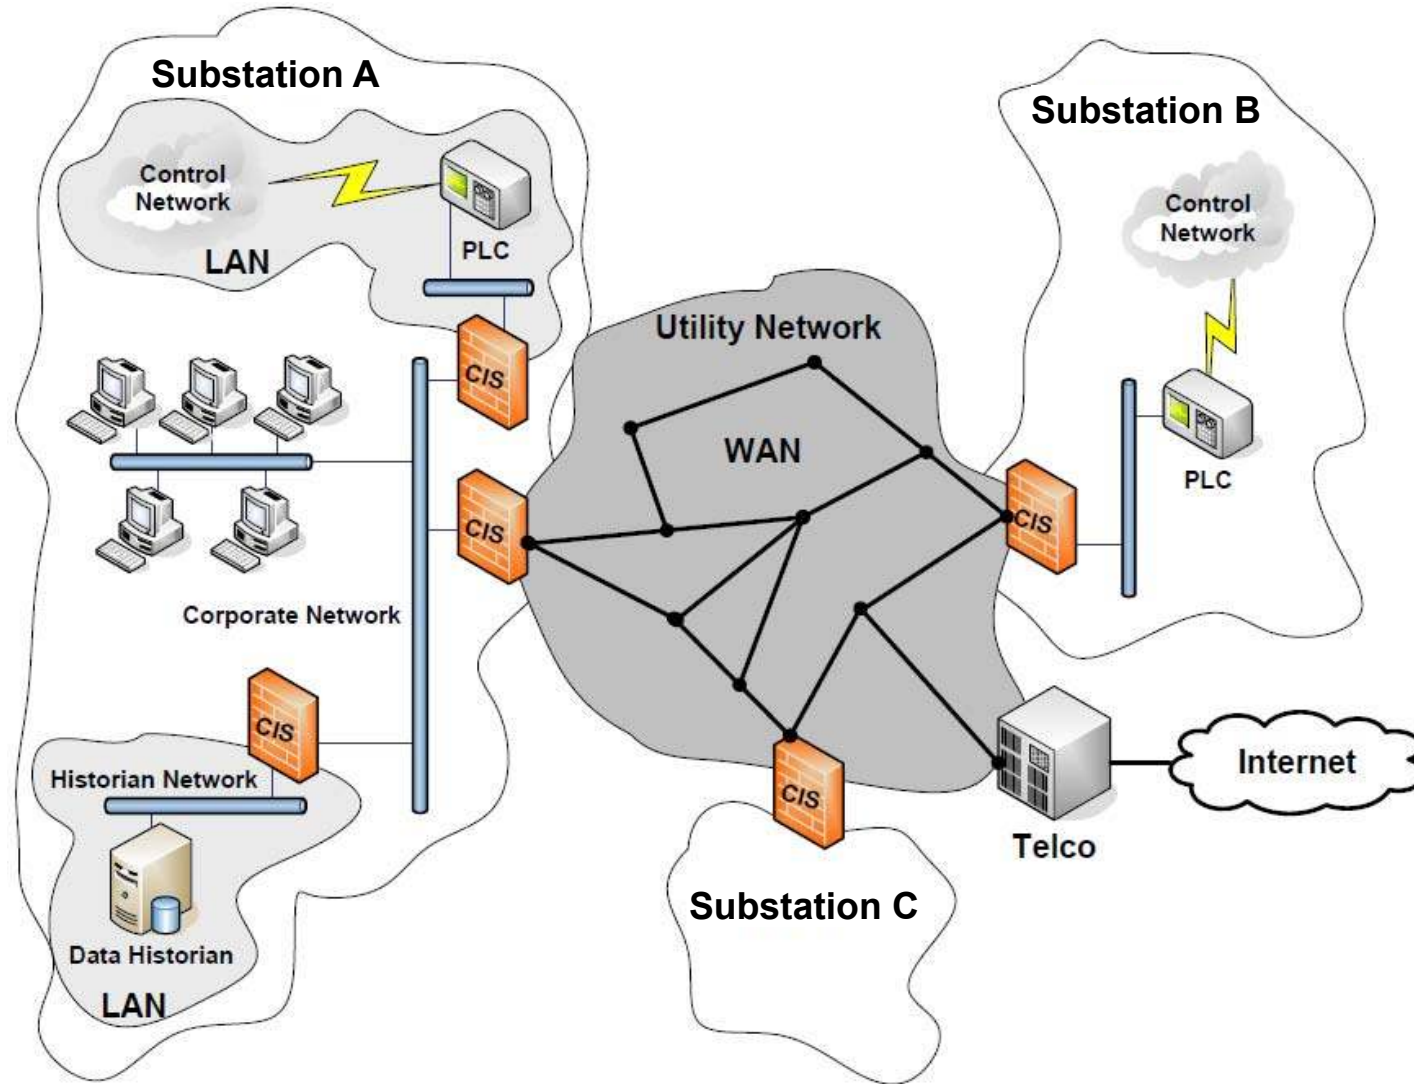 Substation A
Control
Network
PLC
LAN
CIS
CIS
Corporate Network
CIS
Historian Network
Data Historian
LAN
Utility Network
WAN
Substation B
Control
Network
PLC
CIS
CIS
Substation C
Telco
Internet